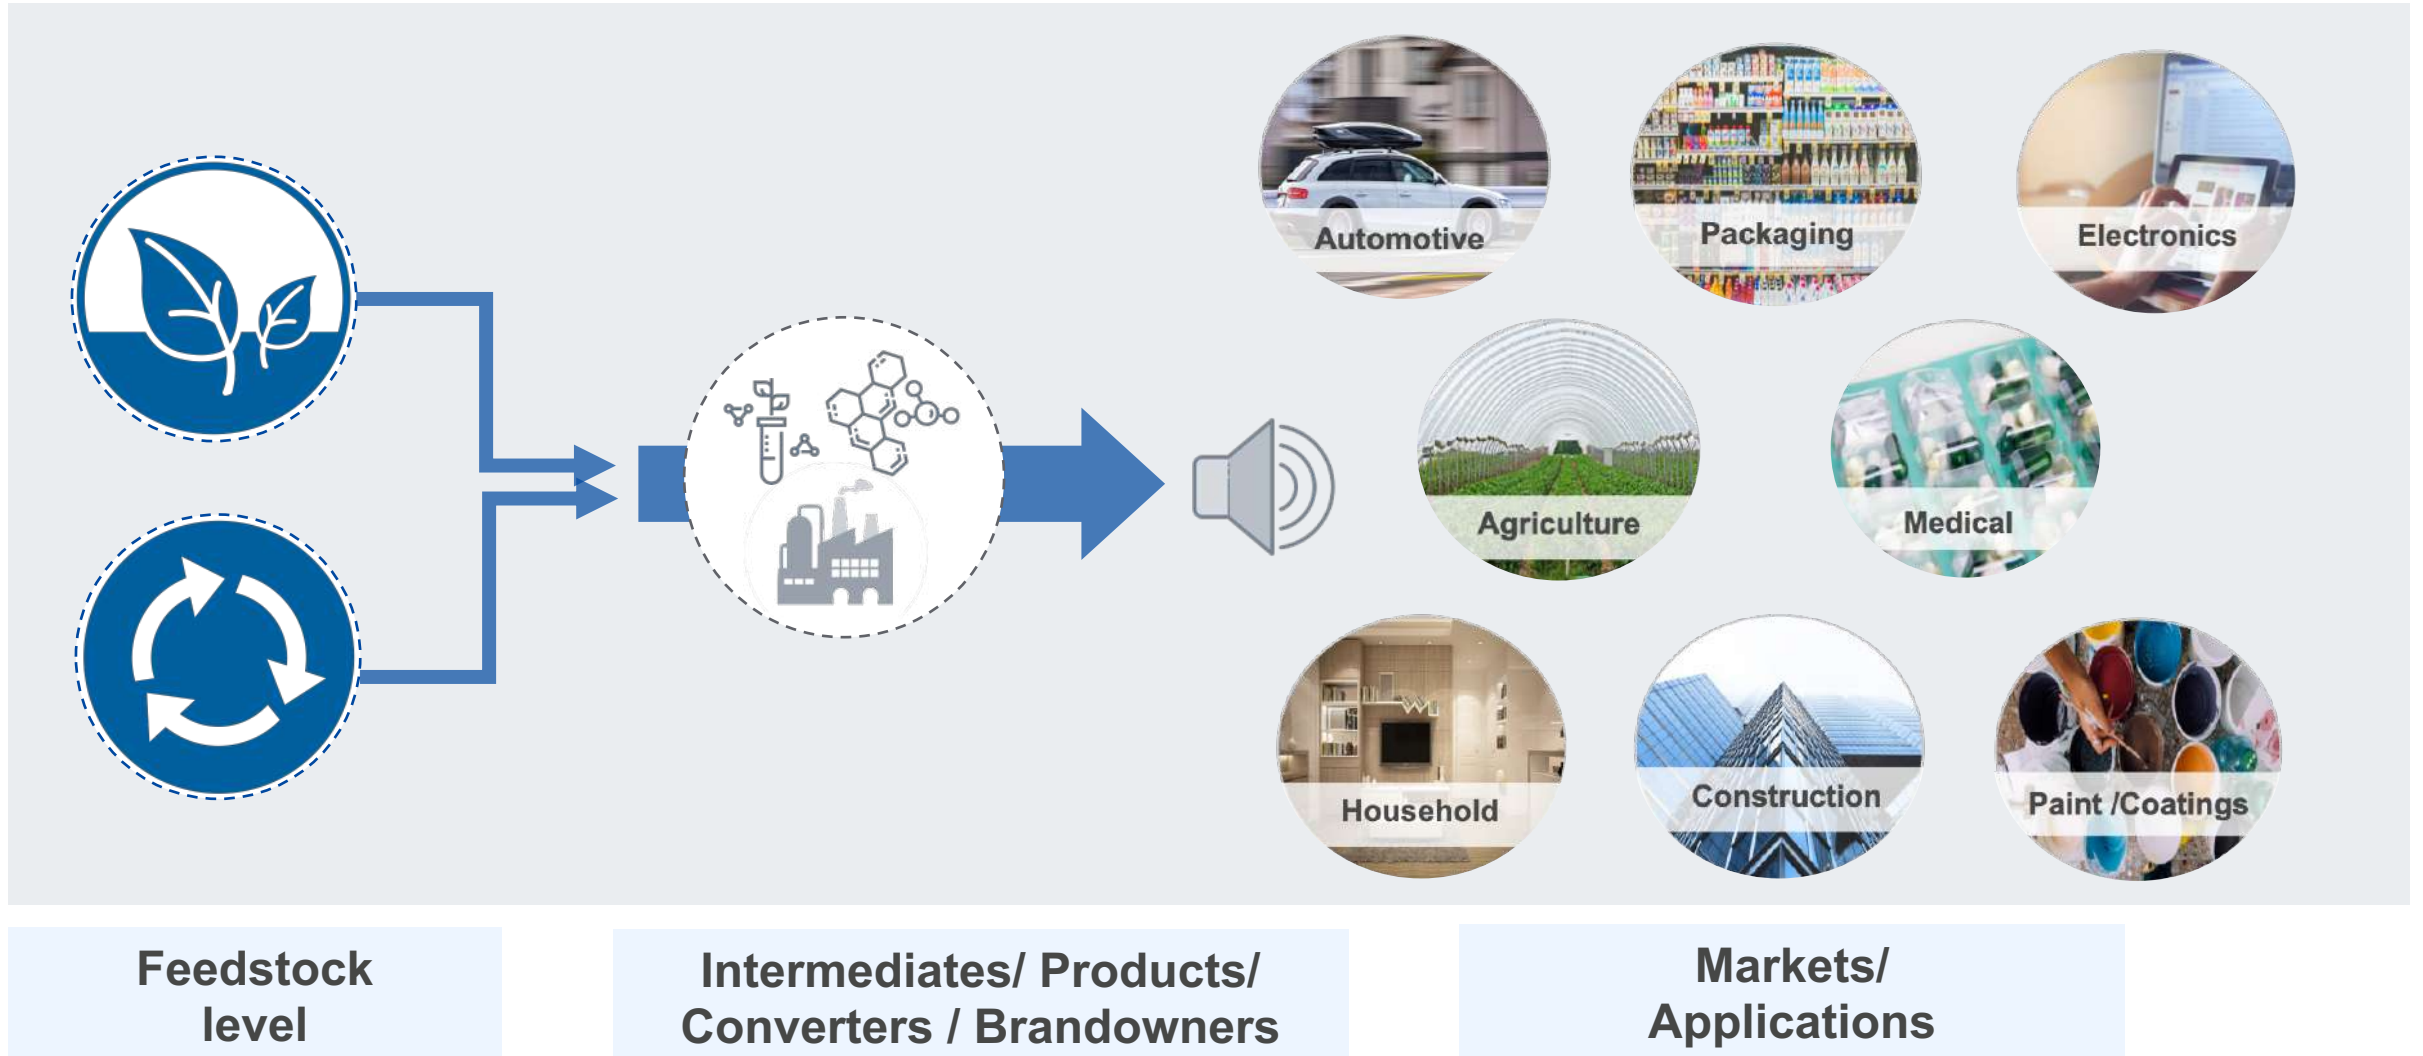 Automotive
Packaging
Electronics
Agriculture
Medical
Household
Construction
Paint /Coatings
Feedstock
level
Intermediates/ Products/
Converters / Brandowners
Markets/
Applications